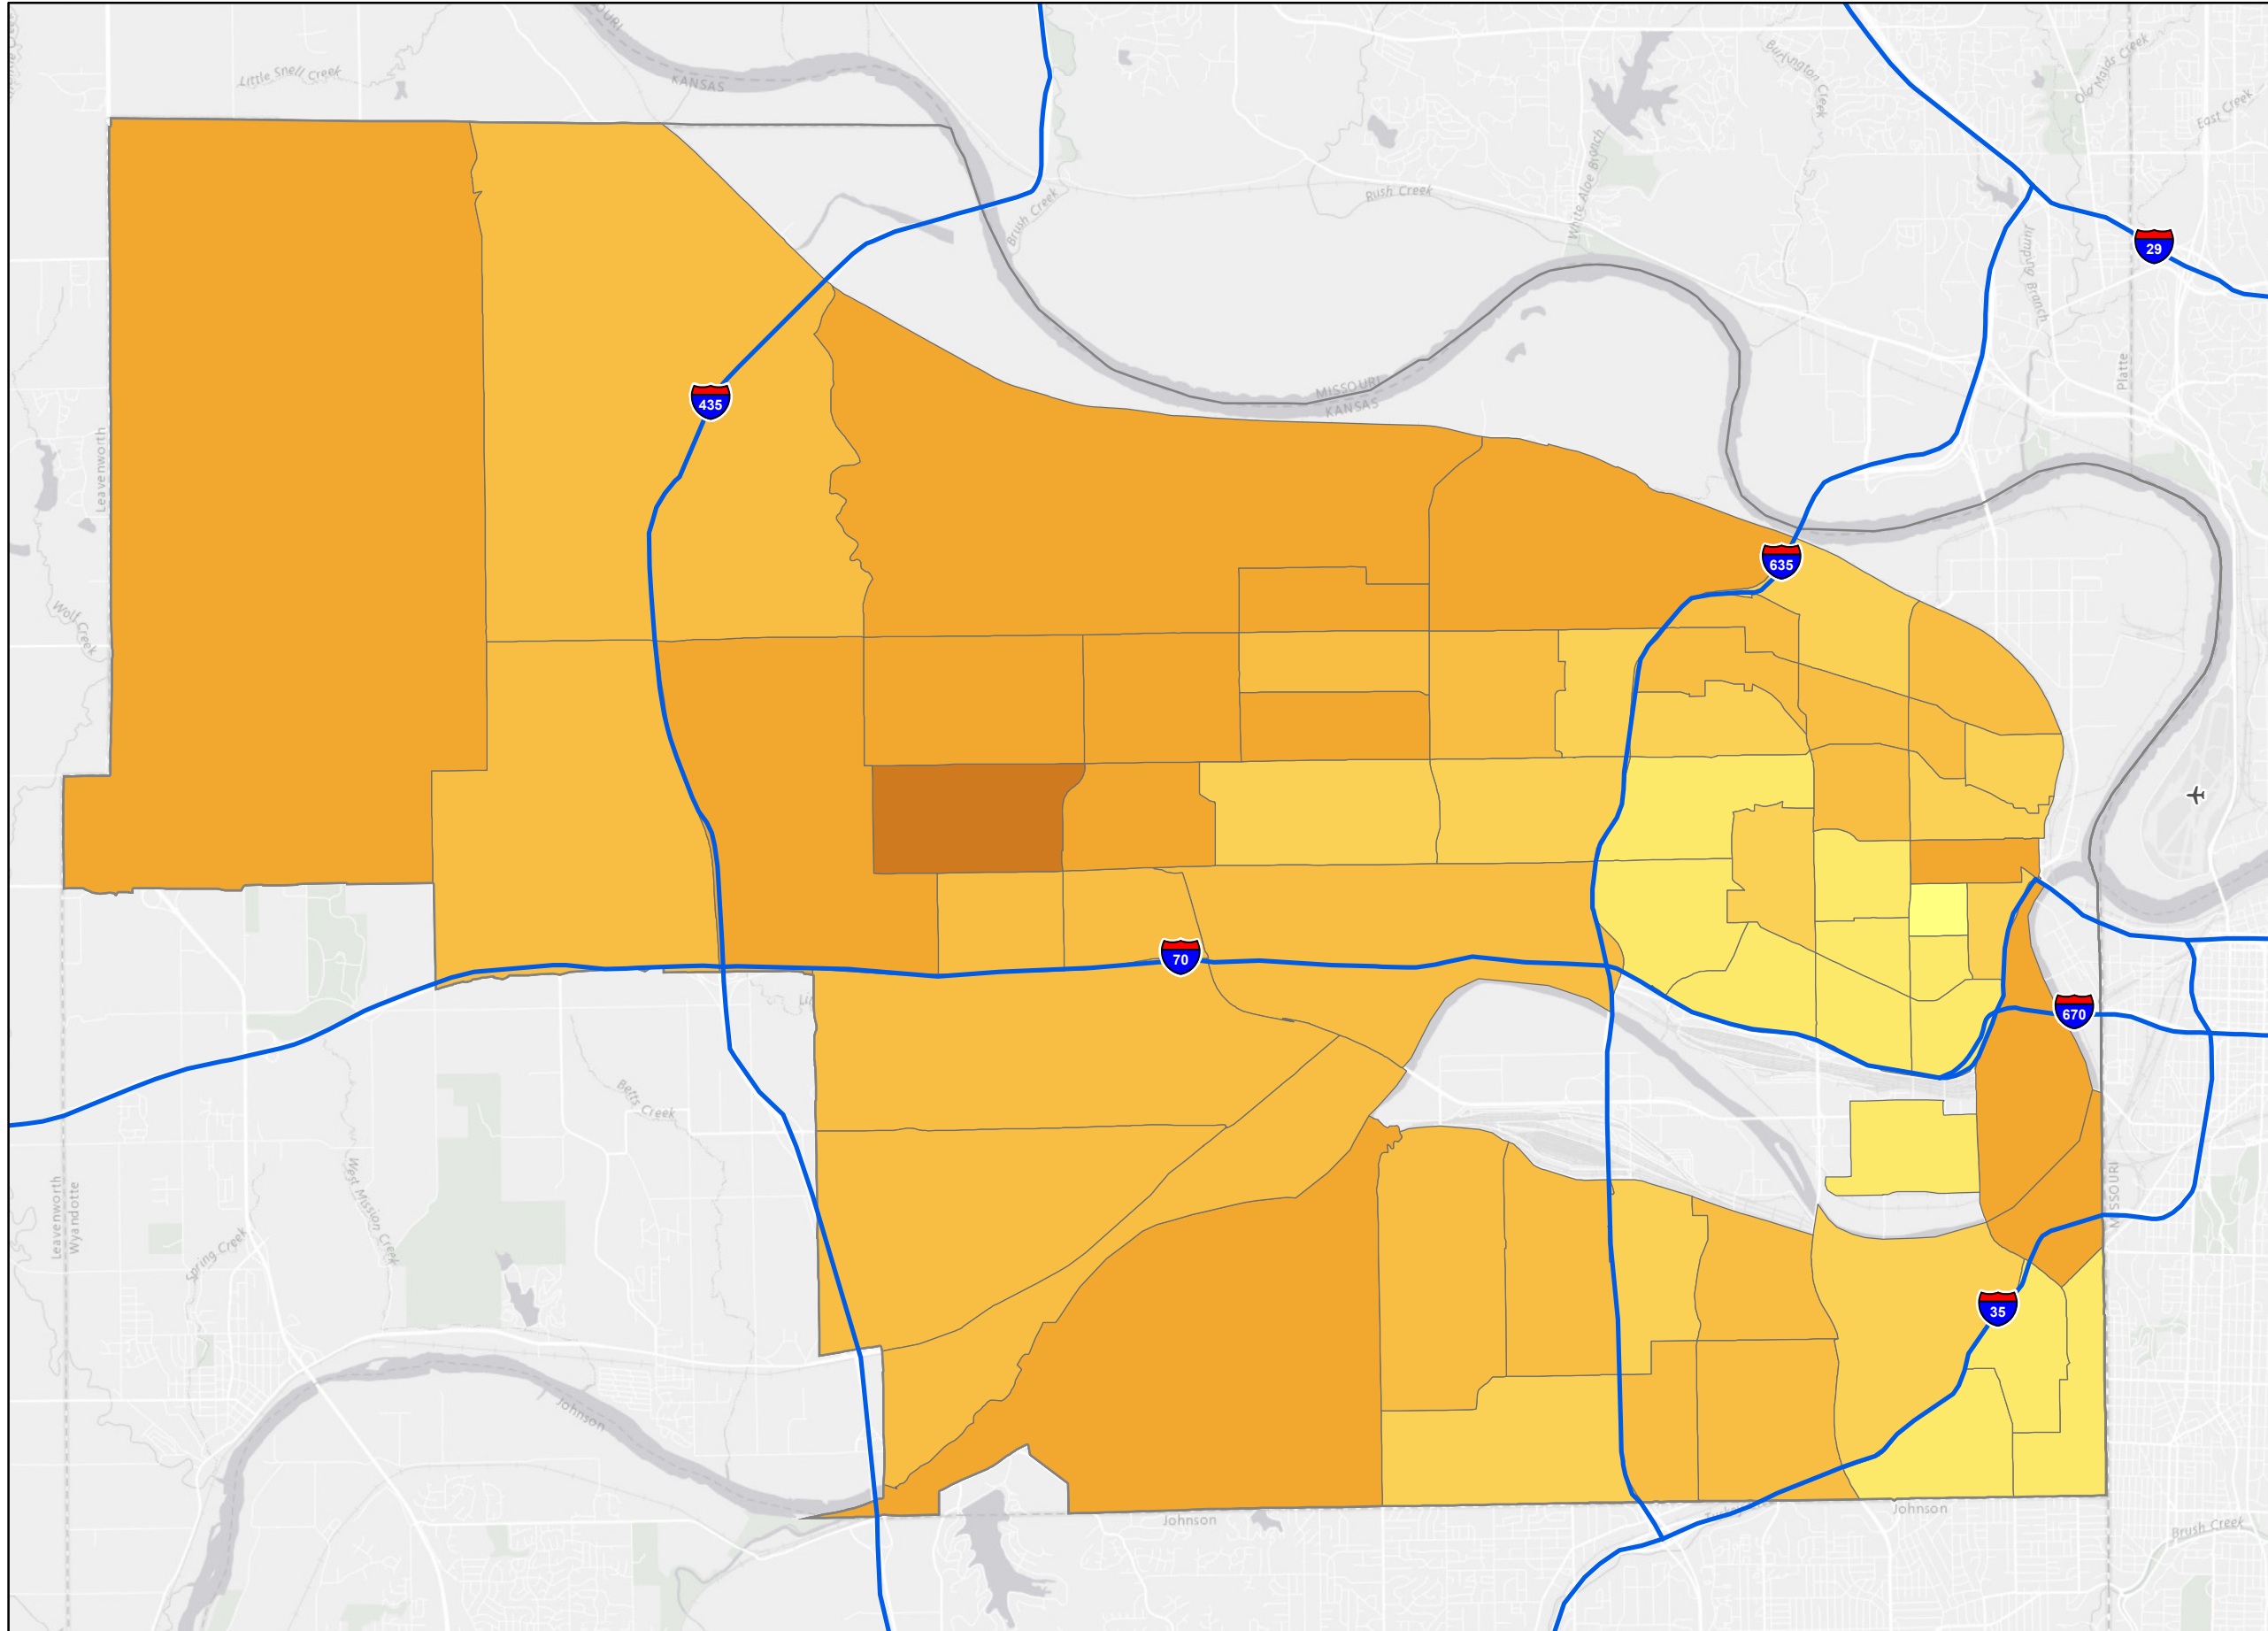 OURI
KANSAS
Little Snell Creek
Burlington Creek
Old Maids Creek
East Creek
White Aloe Branch
Rush Creek
Brush Creek
Jumping Branch
29
Platte
MISSOURI
KANSAS
435
Leavenworth
635
Wolf Creek
70
670
Betts Creek
West Mission Creek
Leavenworth
Wyandotte
Spring Creek
MISSOURI
35
Johnson
Johnson
Johnson
Brush Creek